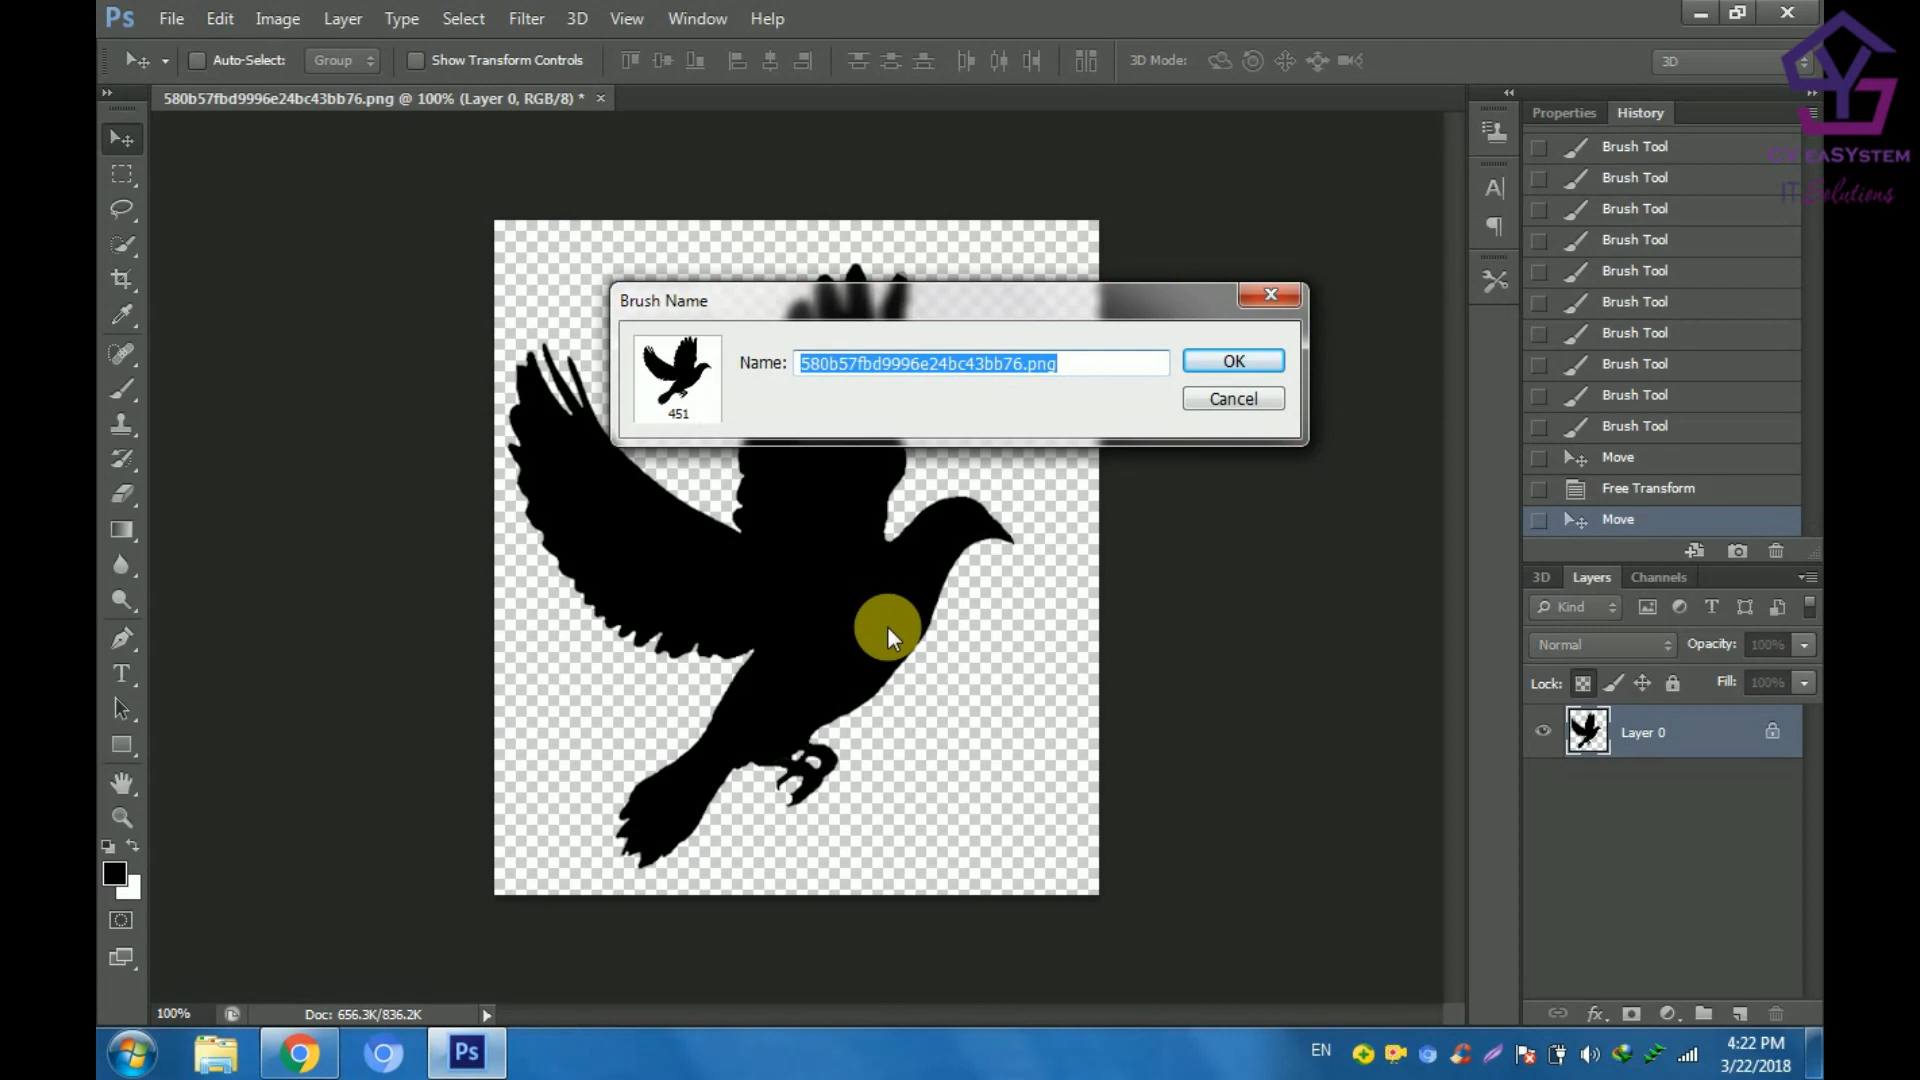 Ps File Edit Image Layer Type Select Filter 3D View Window Help
Auto-Select: Group Show Transform Controls 3D Mode: 3D
580b57fbd9996e24bc43bb76.png @ 100% (Layer 0, RGB/8) * ×
Properties History
Brush Tool
CV eaSYstem
Brush Tool
IT Solutions
Brush Tool
Brush Tool
Brush Tool
Brush Tool
Brush Tool
Brush Tool
Brush Tool
Brush Tool
Move
Free Transform
Move
Brush Name
Name: 580b57fbd9996e24bc43bb76.png OK
Cancel
451
3D Layers Channels
Kind
Normal Opacity: 100%
Lock: Fill: 100%
Layer 0
100% Doc: 656.3K/836.2K
Ps
EN
4:22 PM
3/22/2018